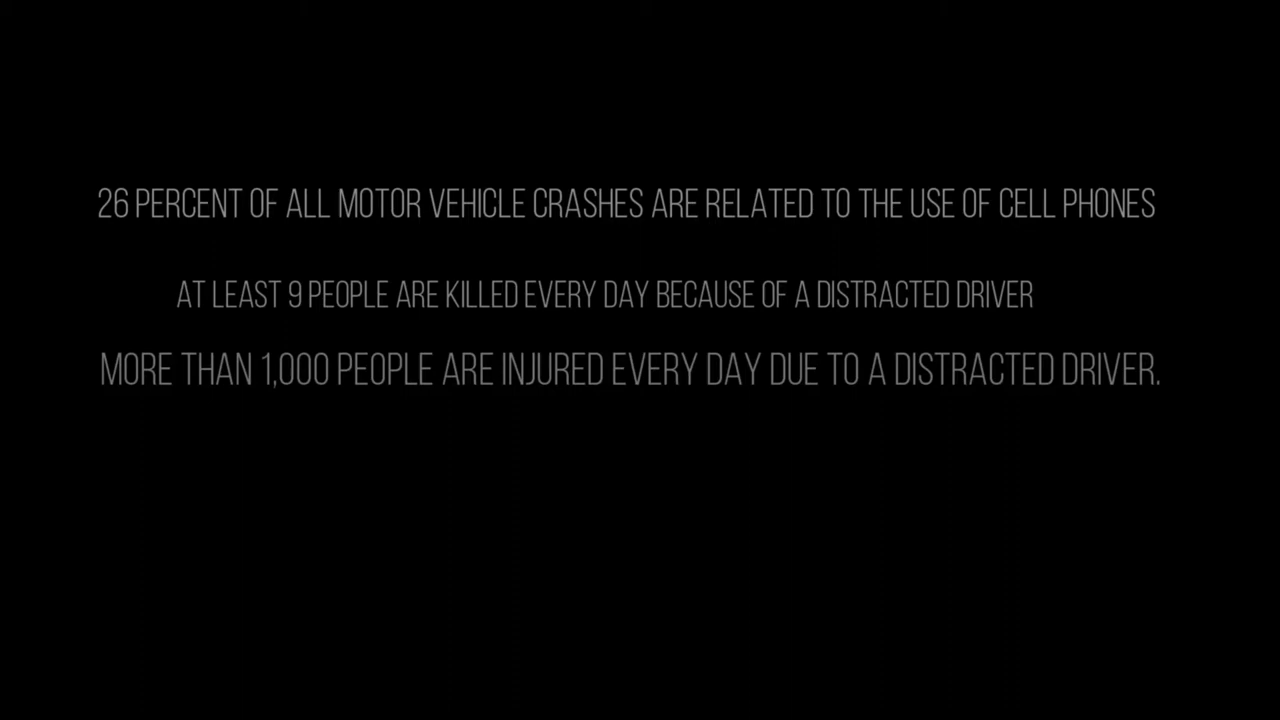 26 PERCENT OF ALL MOTOR VEHICLE CRASHES ARE RELATED TO THE USE OF CELL PHONES
AT LEAST 9 PEOPLE ARE KILLED EVERY DAY BECAUSE OF A DISTRACTED DRIVER
MORE THAN 1,000 PEOPLE ARE INJURED EVERY DAY DUE TO A DISTRACTED DRIVER.